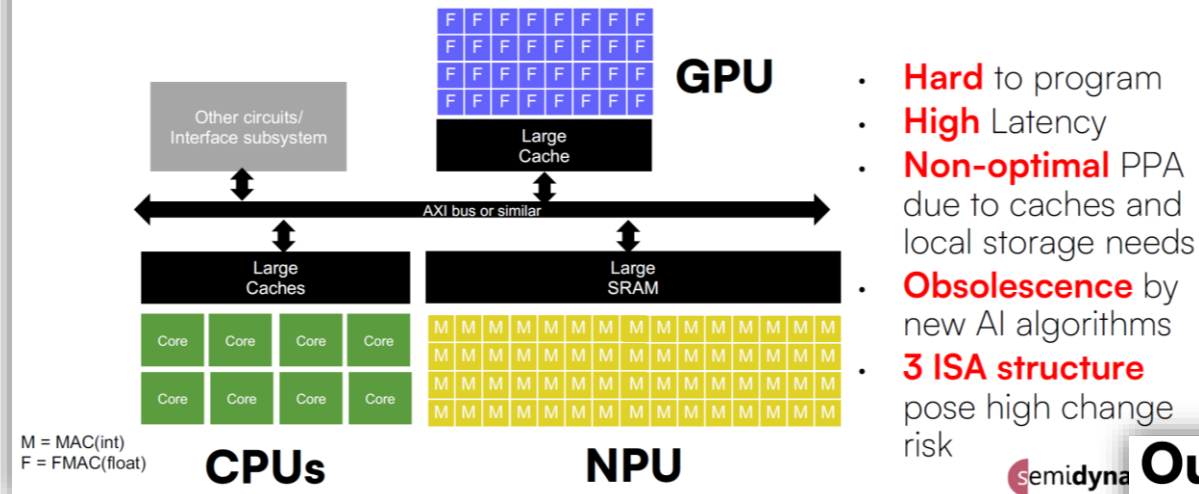 F F F F F F F F
F F F F F F F F
F F F F F F F F
F F F F F F F F
GPU
Large
Cache
Other circuits/
Interface subsystem
AXI bus or similar
Large
Caches
Large
SRAM
Core Core Core Core
Core Core Core Core
M M M M M M M M M M M M M M M
M M M M M M M M M M M M M M M
M M M M M M M M M M M M M M M
M M M M M M M M M M M M M M M
M = MAC(int)
F = FMAC(float)
CPUs
NPU
• Hard to program
• High Latency
• Non-optimal PPA
due to caches and
local storage needs
• Obsolescence by
new AI algorithms
• 3 ISA structure
pose high change
risk
semidyna
Ou